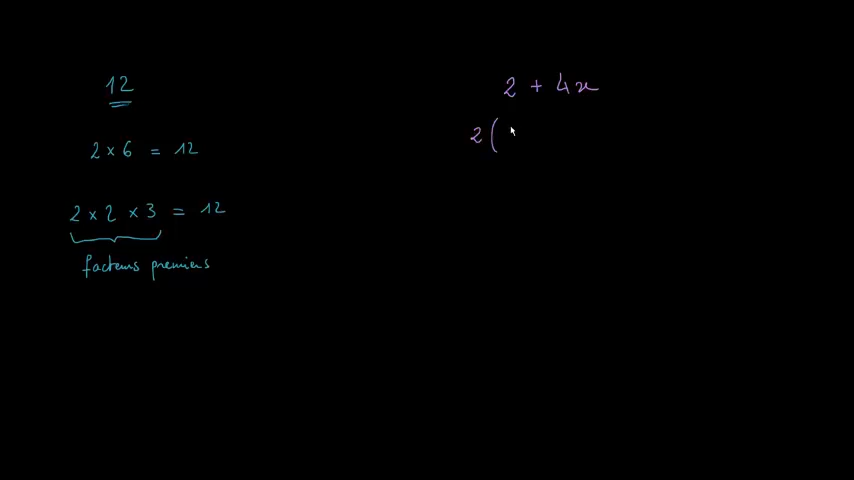 12
2 × 6 = 12
2 × 2 × 3 = 12
facteurs premiers
2 + 4x
2 (